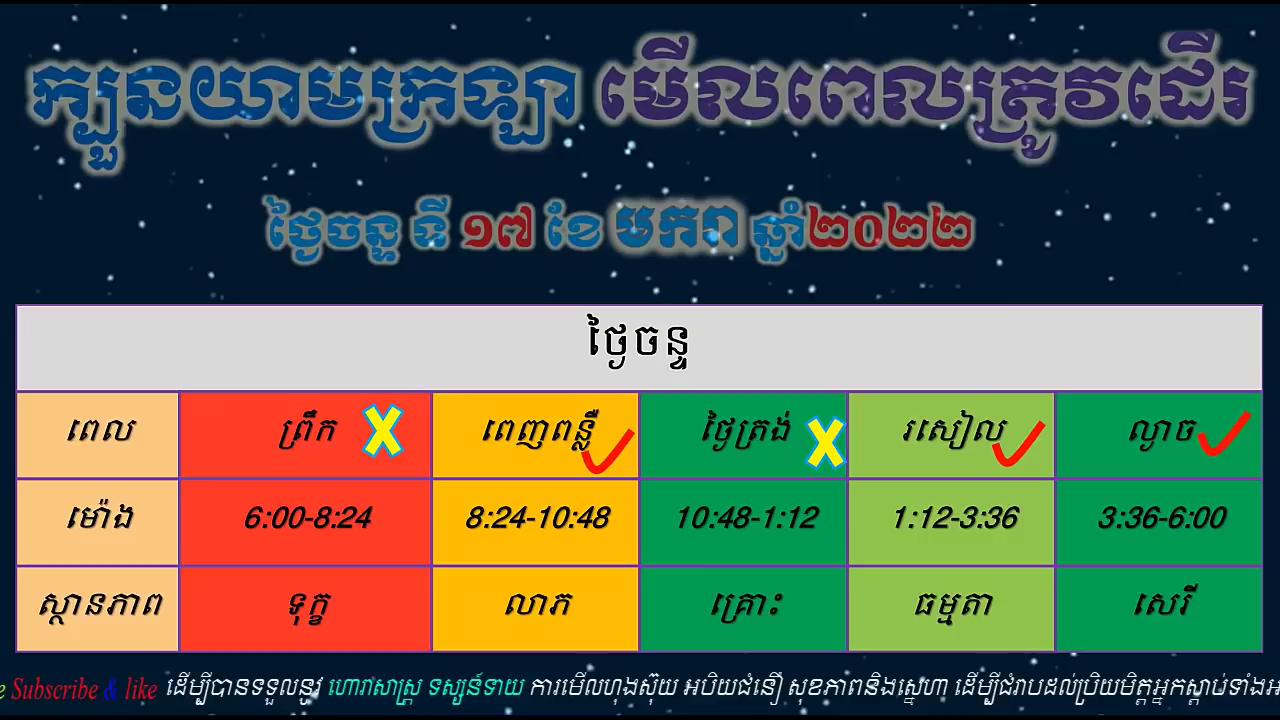 ក្បួនយាមក្រឡា មើលពេលត្រូវដើរ
ថ្ងៃចន្ទ ទី ១៧ ខែ មករា ឆ្នាំ២០២២
ថ្ងៃចន្ទ
ពេល ព្រឹក ពេញពន្លឺ ថ្ងៃត្រង់ រសៀល ល្ងាច
ម៉ោង 6:00-8:24 8:24-10:48 10:48-1:12 1:12-3:36 3:36-6:00
ស្ថានភាព ទុក្ខ លាភ គ្រោះ ធម្មតា សេរី
e Subscribe & like ដើម្បីបានទទួលនូវ ហោរាសាស្ត្រ ទស្សន៍ទាយ ការមើលហុងស៊ុយ អបិយជំនឿ សុខភាពនិងស្នេហា ដើម្បីជំរាបដល់ប្រិយមិត្តអ្នកស្តាប់ទាំងអ